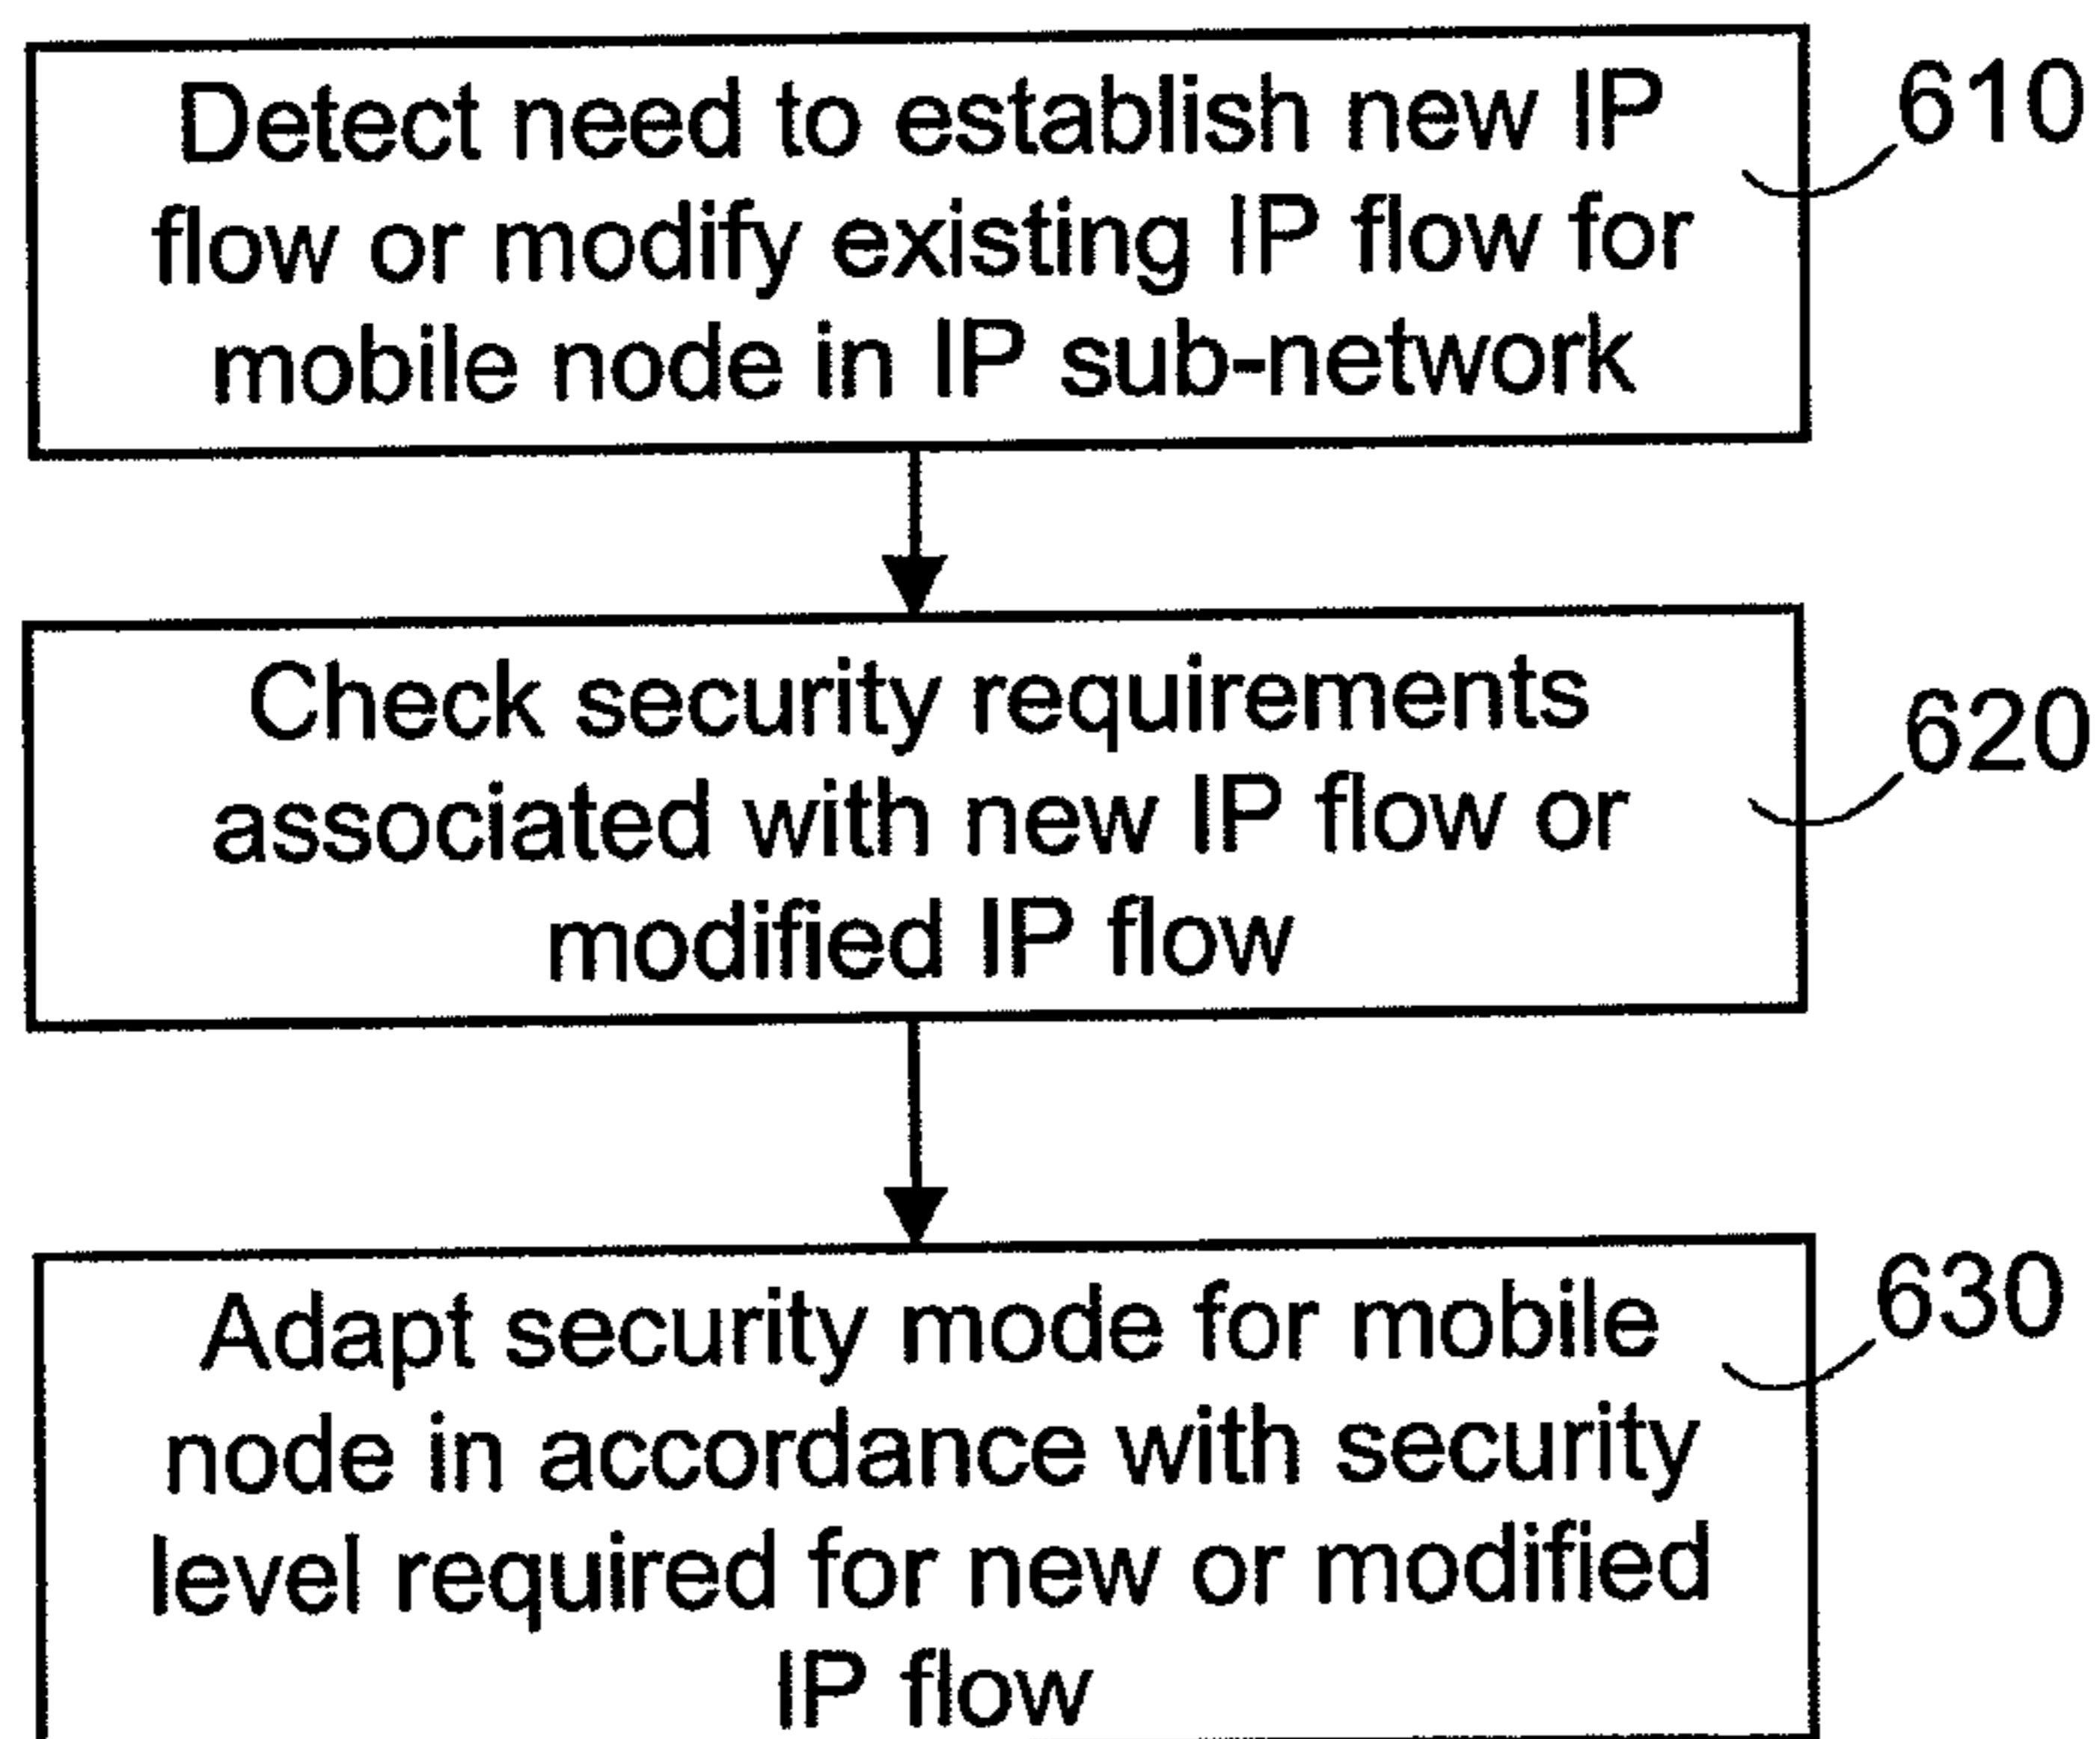 Detect need to establish new IP
flow or modify existing IP flow for
mobile node in IP sub-network
610
Check security requirements
associated with new IP flow or
modified IP flow
620
Adapt security mode for mobile
node in accordance with security
level required for new or modified
IP flow
630